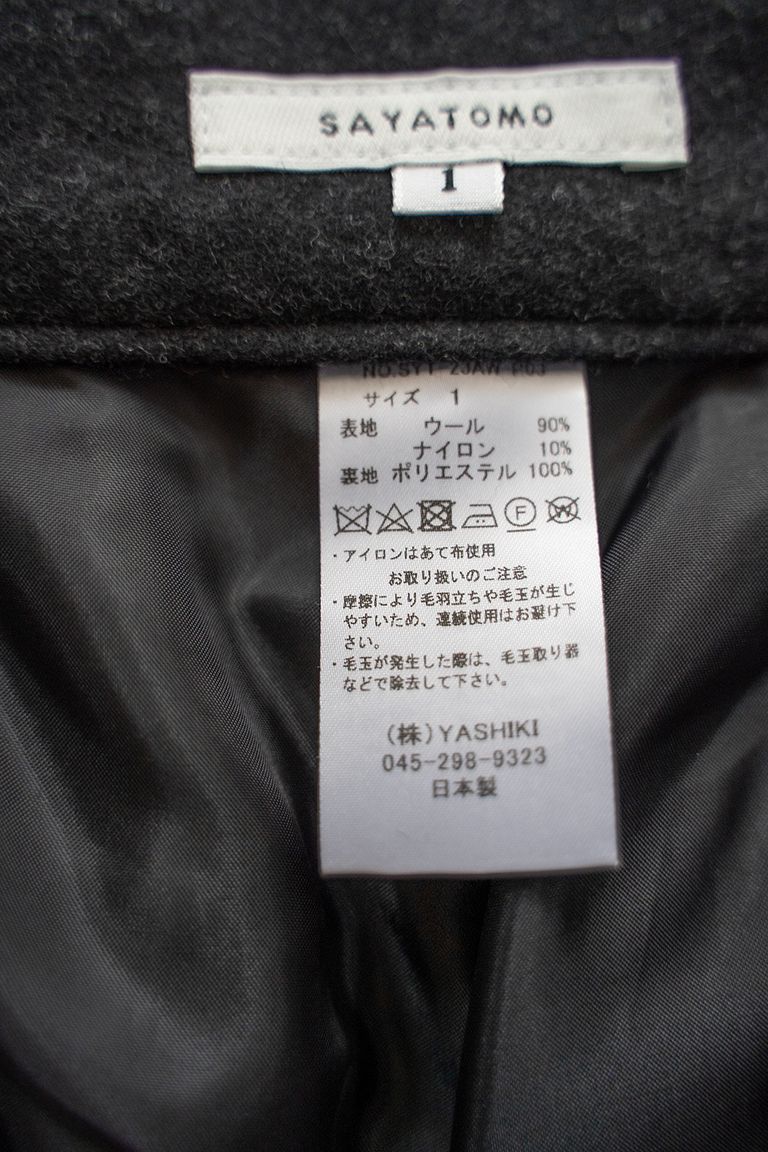 SAYATOMO
1
NO.SYT-23AW P03
サイズ 1
表地 ウール 90%
ナイロン 10%
裏地 ポリエステル 100%
F W
・アイロンはあて布使用
お取り扱いのご注意
・摩擦により毛羽立ちや毛玉が生じ
やすいため、連続使用はお避け下
さい。
・毛玉が発生した際は、毛玉取り器
などで除去して下さい。
(株)YASHIKI
045-298-9323
日本製